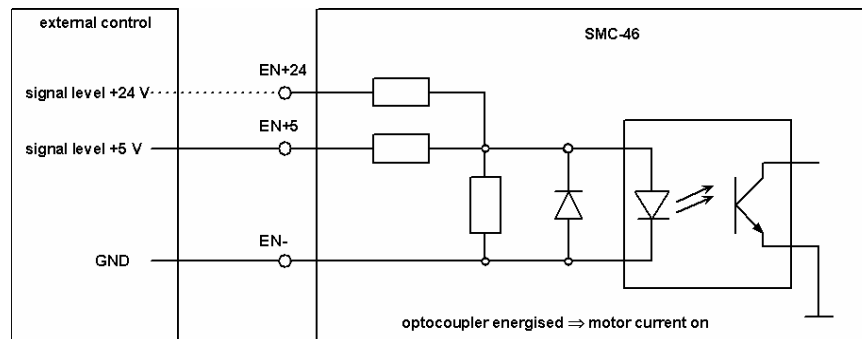 external control
SMC-46
EN+24
signal level +24 V
EN+5
signal level +5 V
EN-
GND
optocoupler energised ⇒ motor current on